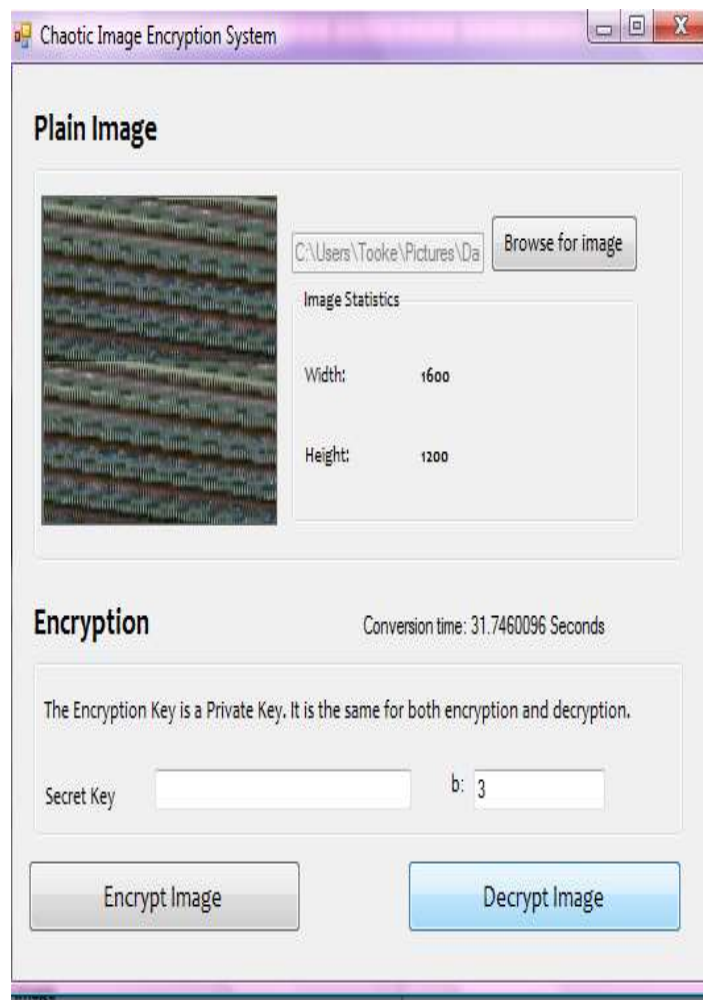 Chaotic Image Encryption System
Plain Image
C:\Users\Tooke\Pictures\Da
Browse for image
Image Statistics
Width: 1600
Height: 1200
Encryption
Conversion time: 31.7460096 Seconds
The Encryption Key is a Private Key. It is the same for both encryption and decryption.
Secret Key
b: 3
Encrypt Image
Decrypt Image